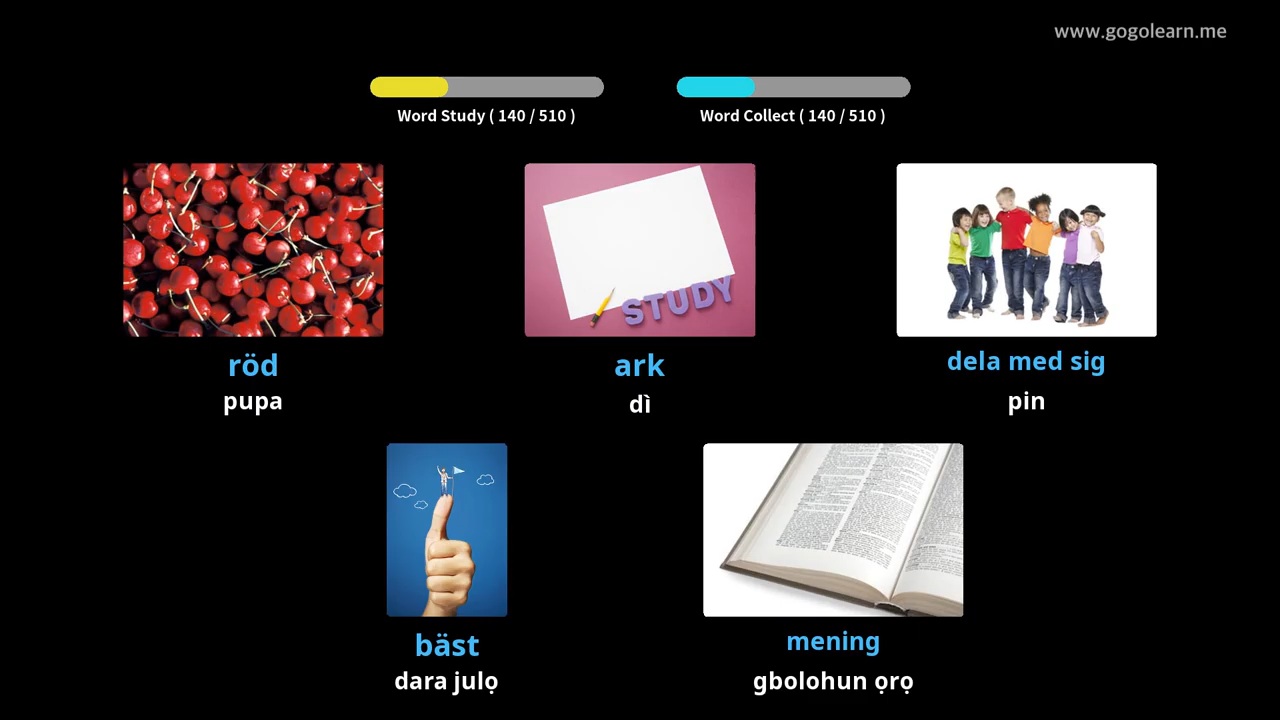 www.gogolearn.me
Word Study ( 140 / 510 )
Word Collect ( 140 / 510 )
STUDY
röd
pupa
ark
dì
dela med sig
pin
bäst
dara julọ
mening
gbolohun ọrọ